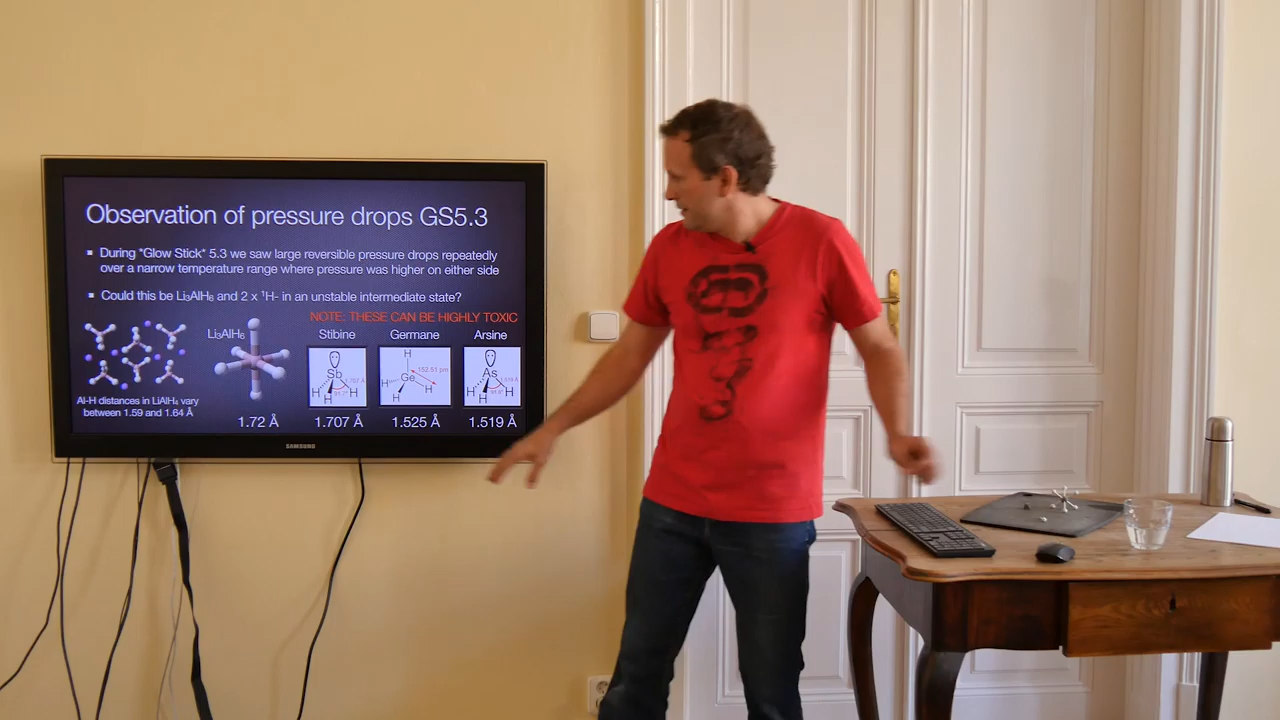 Observation of pressure drops GS5.3
▪ During *Glow Stick* 5.3 we saw large reversible pressure drops repeatedly
over a narrow temperature range where pressure was higher on either side
▪ Could this be Li₃AlH₆ and 2 x ¹H- in an unstable intermediate state?
NOTE: THESE CAN BE HIGHLY TOXIC
Li₃AlH₆ Stibine Germane Arsine
H
Sb Ge As
152.51 pm
H H H H H H H H H
Al-H distances in LiAlH₄ vary
between 1.59 and 1.64 Å
1.72 Å 1.707 Å 1.525 Å 1.519 Å
SAMSUNG